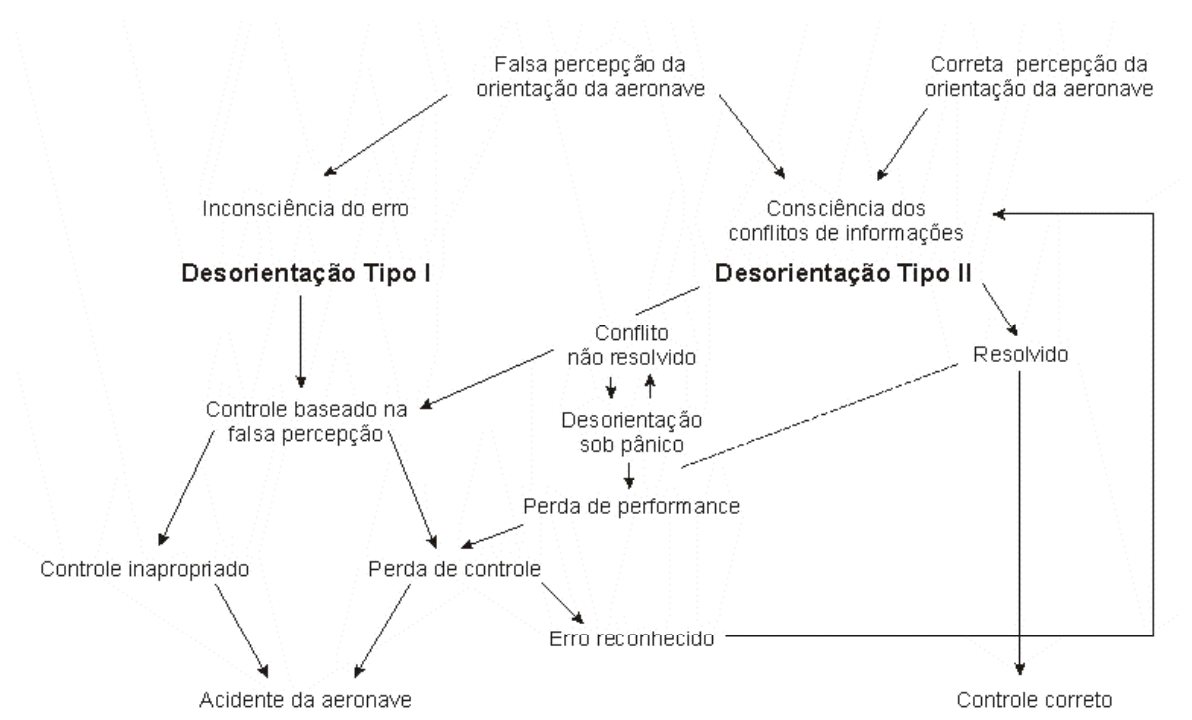 Falsa percepção da
orientação da aeronave
Correta percepção da
orientação da aeronave
Inconsciência do erro
Consciência dos
conflitos de informações
Desorientação Tipo I
Desorientação Tipo II
Conflito
não resolvido
Resolvido
Controle baseado na
falsa percepção
Desorientação
sob pânico
Perda de performance
Controle inapropriado
Perda de controle
Erro reconhecido
Acidente da aeronave
Controle correto